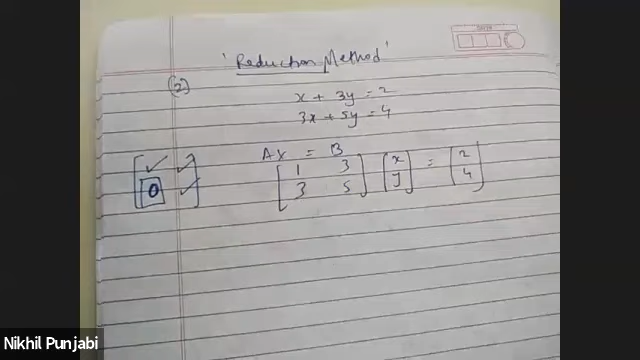 'Reduction Method'
(2)
x + 3y = 2
3x + 5y = 4
AX = B
[1 3] [x] = [2]
[3 5] [y] [4]
0
Nikhil Punjabi